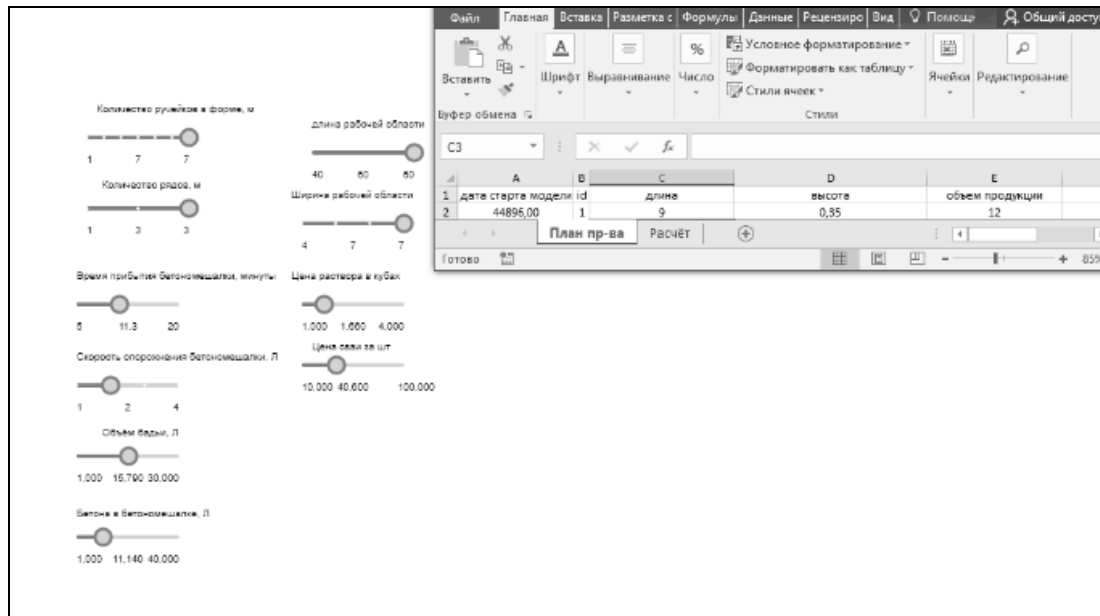 Количество ручейков в форме, м
1 7 7
Количество рядов, м
1 3 3
Время прибытия бетономешалки, минуты
5 11.3 20
Скорость опорожнения бетономешалки, Л
1 2 4
Объём бадьи, Л
1,000 15,790 30,000
Бетона в бетономешалке, Л
1,000 11,140 40,000
длина рабочей области
40 60 60
Ширина рабочей области
4 7 7
Цена раствора в кубах
1,000 1,660 4,000
Цена сваи за шт
10,000 40,600 100,000
Файл Главная Вставка Разметка с Формулы Данные Рецензиро Вид Помощь Общий досту
Вставить Шрифт Выравнивание Число Условное форматирование Форматировать как таблицу Стили ячеек Ячейки Редактирование
Буфер обмена Стили
C3 fx
A B C D E
1 дата старта модели id длина высота объем продукции
2 44896,00 1 9 0,35 12
План пр-ва Расчёт
Готово 85%